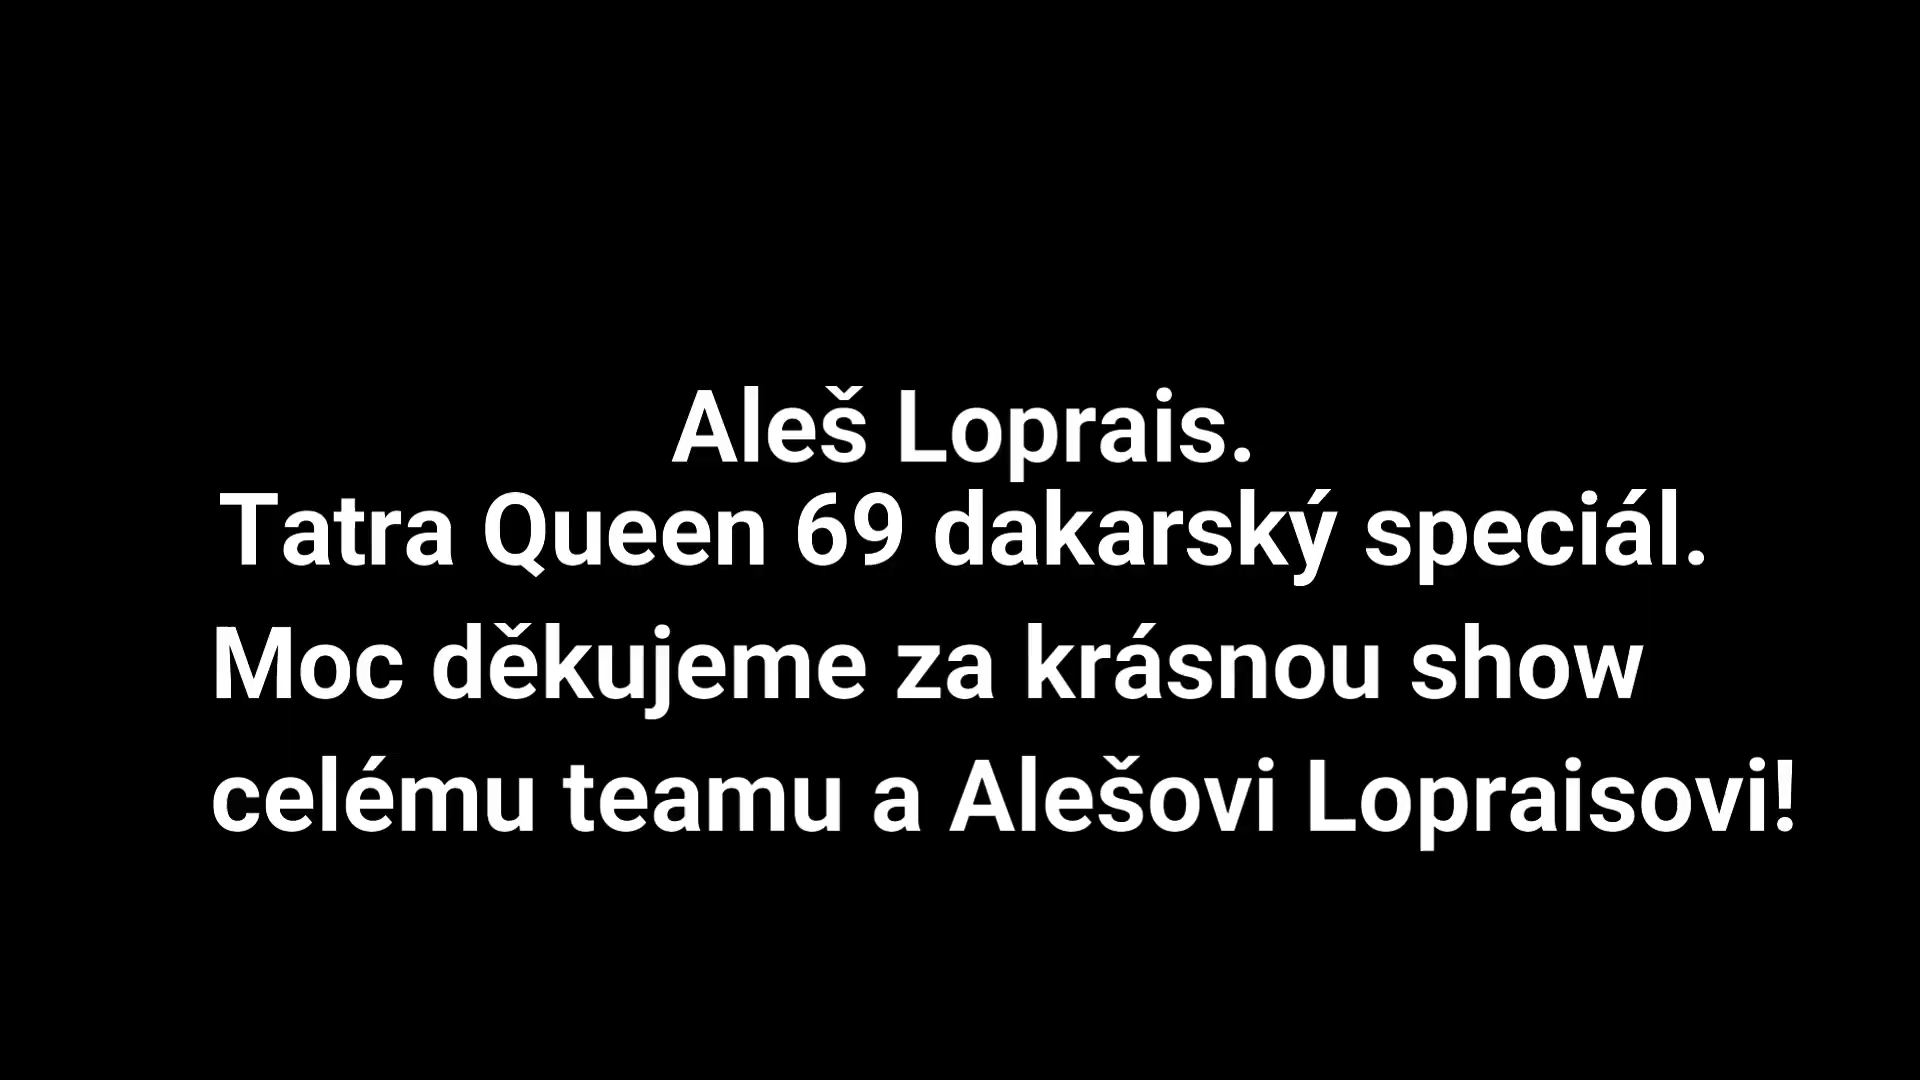 Aleš Loprais.
Tatra Queen 69 dakarský speciál.
Moc děkujeme za krásnou show
celému teamu a Alešovi Lopraisovi!